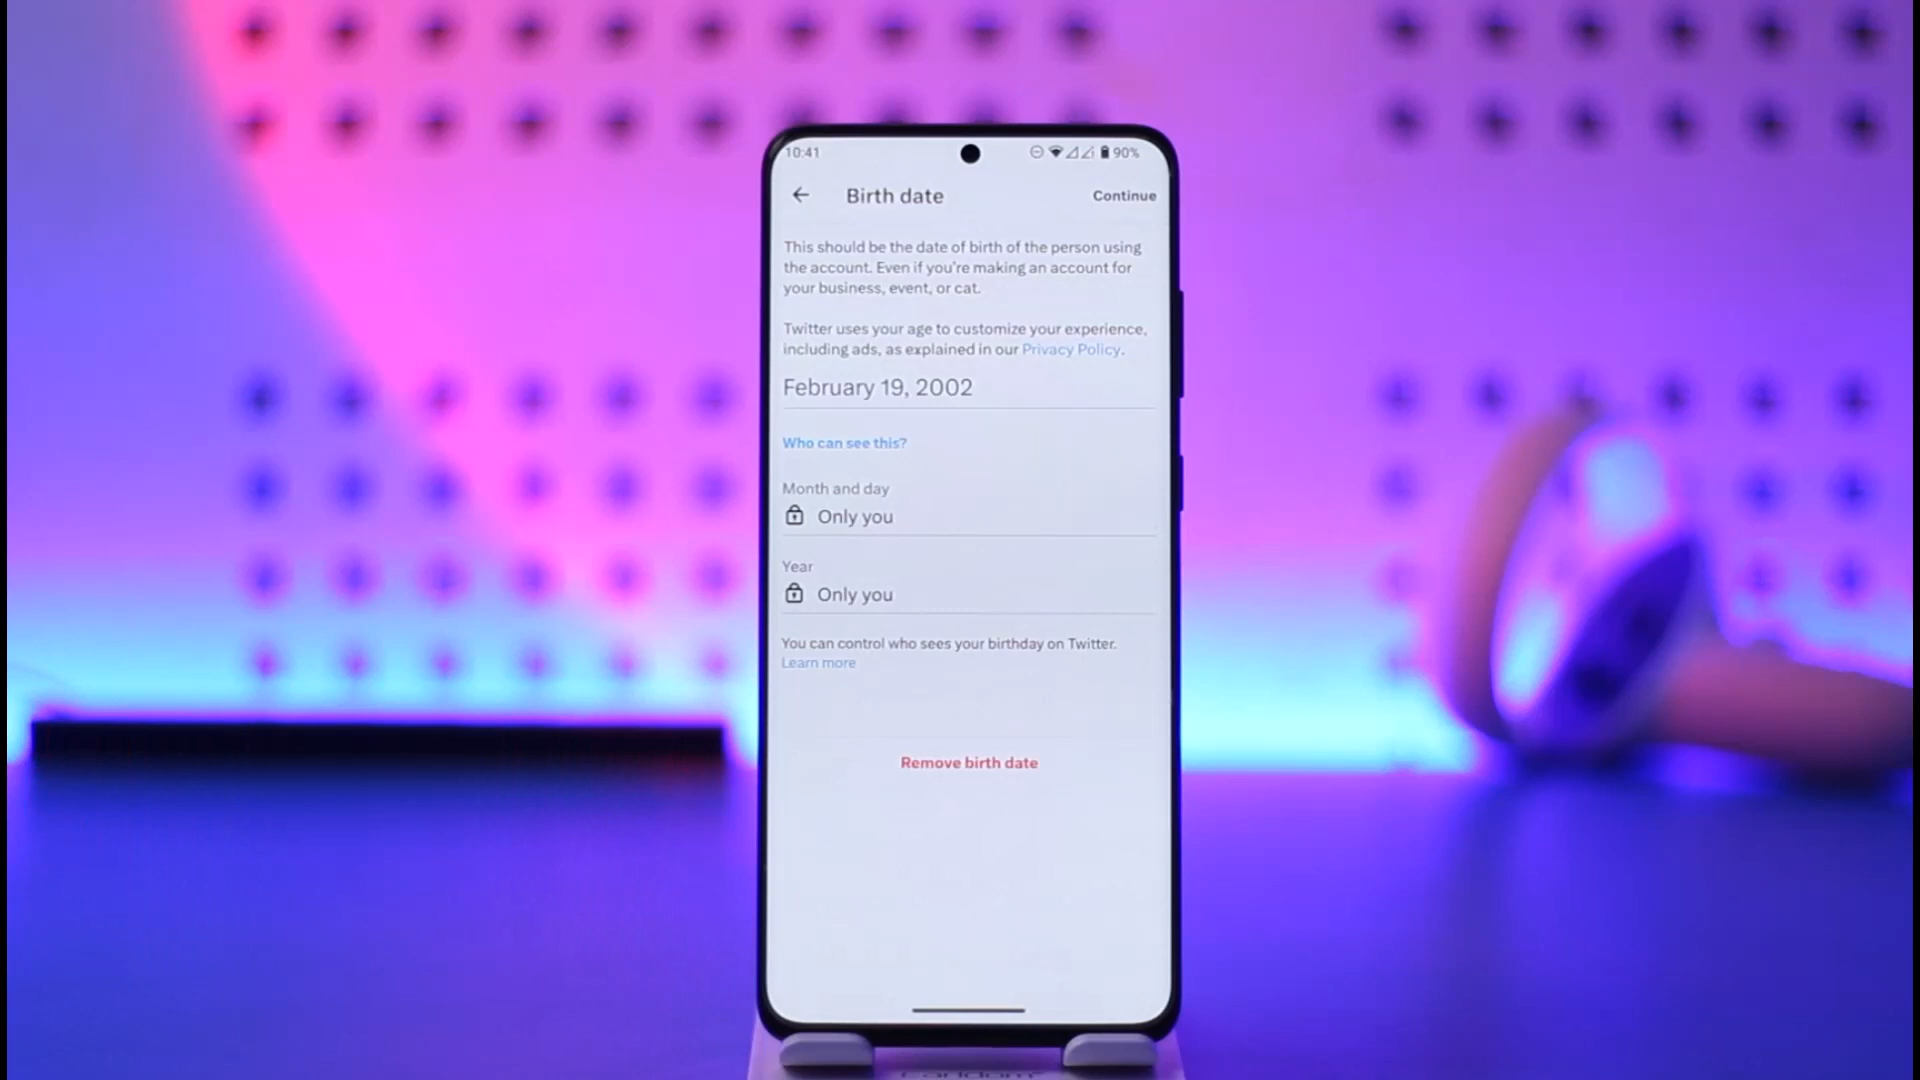 10:41
90%
Birth date
Continue
This should be the date of birth of the person using
the account. Even if you're making an account for
your business, event, or cat.
Twitter uses your age to customize your experience,
including ads, as explained in our Privacy Policy.
February 19, 2002
Who can see this?
Month and day
Only you
Year
Only you
You can control who sees your birthday on Twitter.
Learn more
Remove birth date